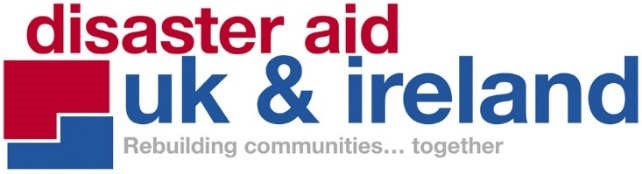 disaster aid
uk & ireland
Rebuilding communities... together